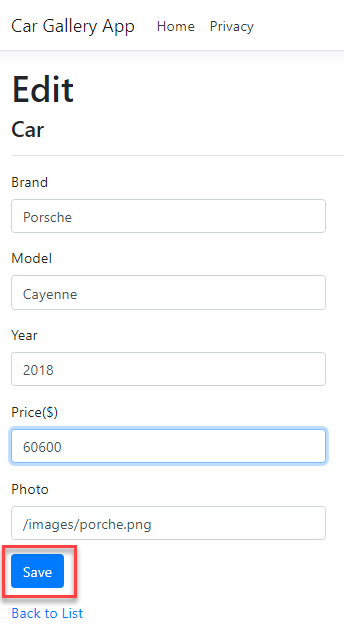 Car Gallery App Home Privacy
Edit
Car
Brand
Porsche
Model
Cayenne
Year
2018
Price($)
60600
Photo
/images/porche.png
Save
Back to List